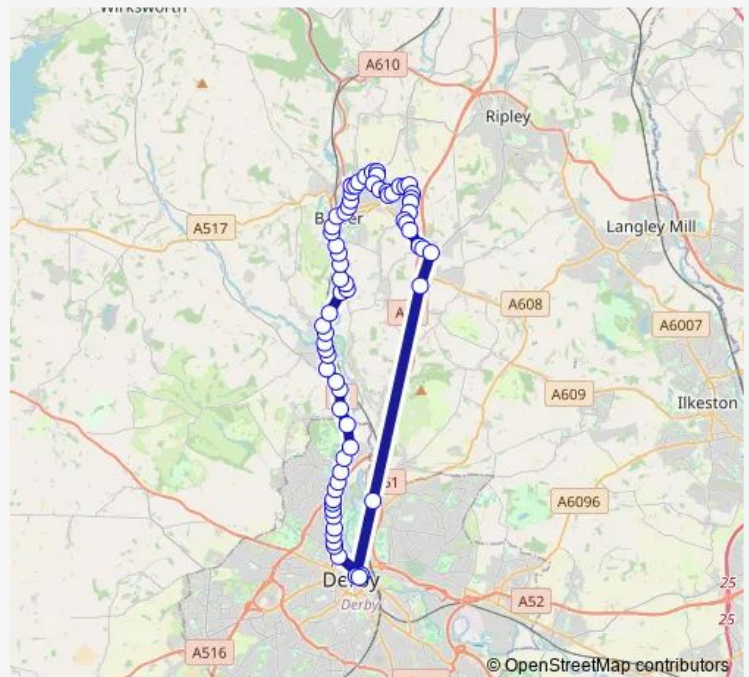 Wirksworth
A610
Ripley
A517
Langley Mill
A608
A6007
A609
Ilkeston
A6096
Derby
Derby
A52
25
25
A516
© OpenStreetMap contributors